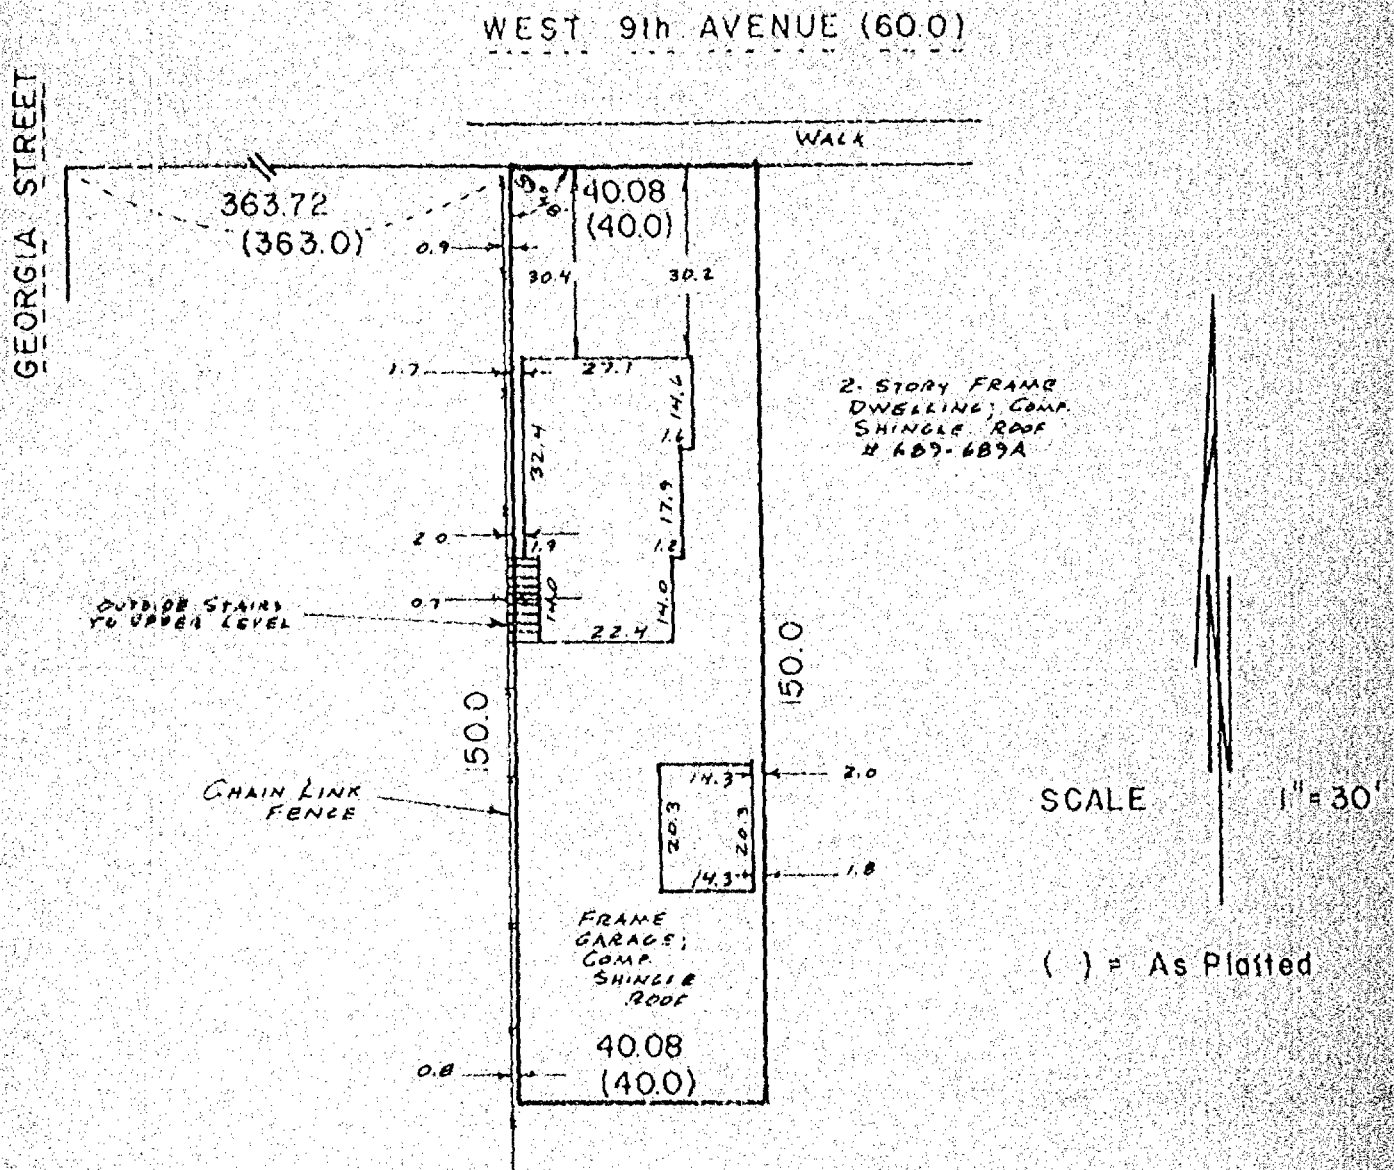 WEST 9th AVENUE (60.0)
GEORGIA STREET
WALK
363.72
(363.0)
40.08
(40.0)
0.9
30.4
30.2
1.7
27.1
14.6
1.6
32.4
17.9
2.0
1.9
1.2
2-STORY FRAME
DWELLING; COMP.
SHINGLE ROOF
# 689-689A
OUTSIDE STAIRS
TO UPPER LEVEL
0.7
14.0
14.0
22.4
150.0
150.0
CHAIN LINK
FENCE
14.3
2.0
20.3
20.3
14.3
1.8
SCALE 1"=30'
FRAME
GARAGE;
COMP.
SHINGLE
ROOF
( ) = As Platted
40.08
(40.0)
0.8